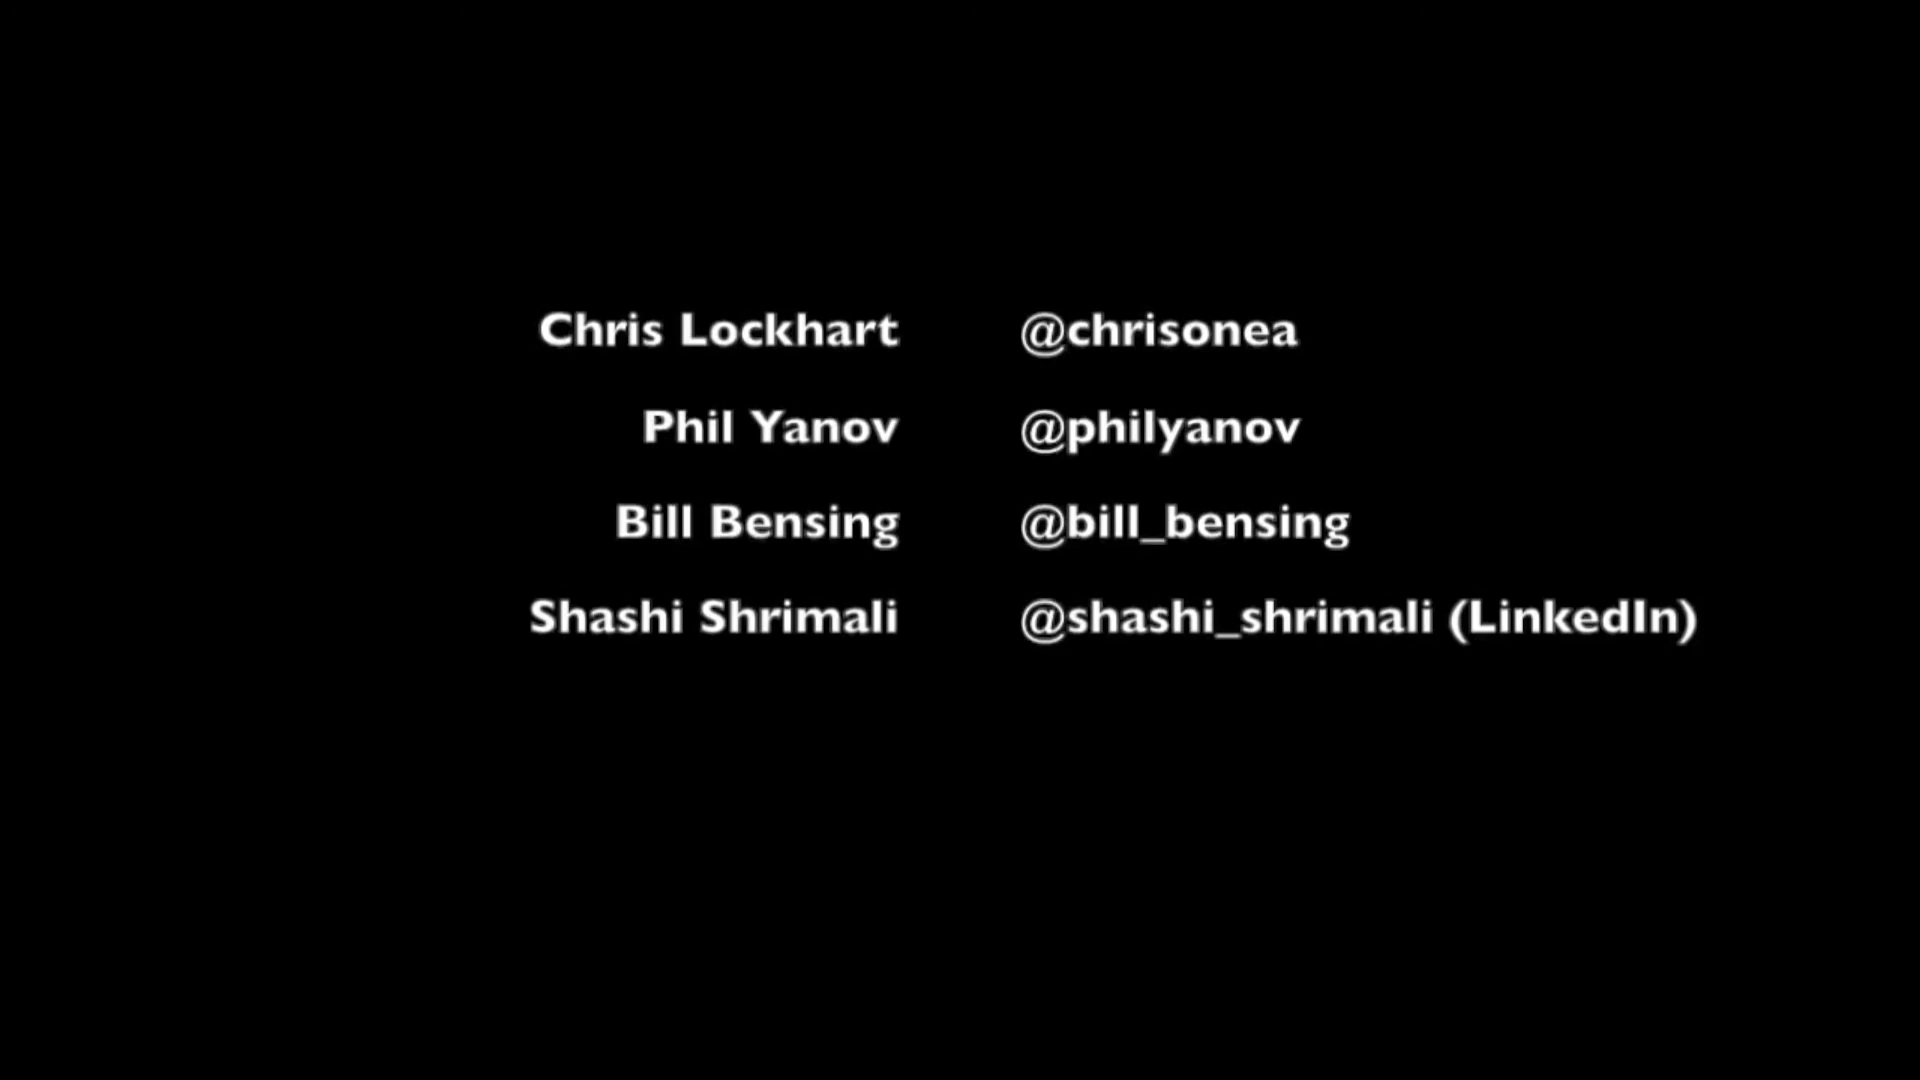 Chris Lockhart @chrisonea
Phil Yanov @philyanov
Bill Bensing @bill_bensing
Shashi Shrimali @shashi_shrimali (LinkedIn)